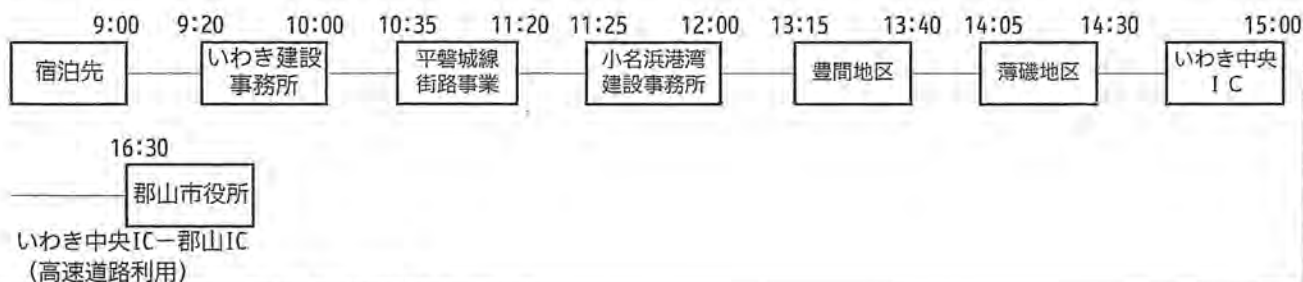 9:00 9:20 10:00 10:35 11:20 11:25 12:00 13:15 13:40 14:05 14:30 15:00
宿泊先 いわき建設 平磐城線 小名浜港湾 豊間地区 薄磯地区 いわき中央
事務所 街路事業 建設事務所 IC
16:30
郡山市役所
いわき中央IC－郡山IC
(高速道路利用)